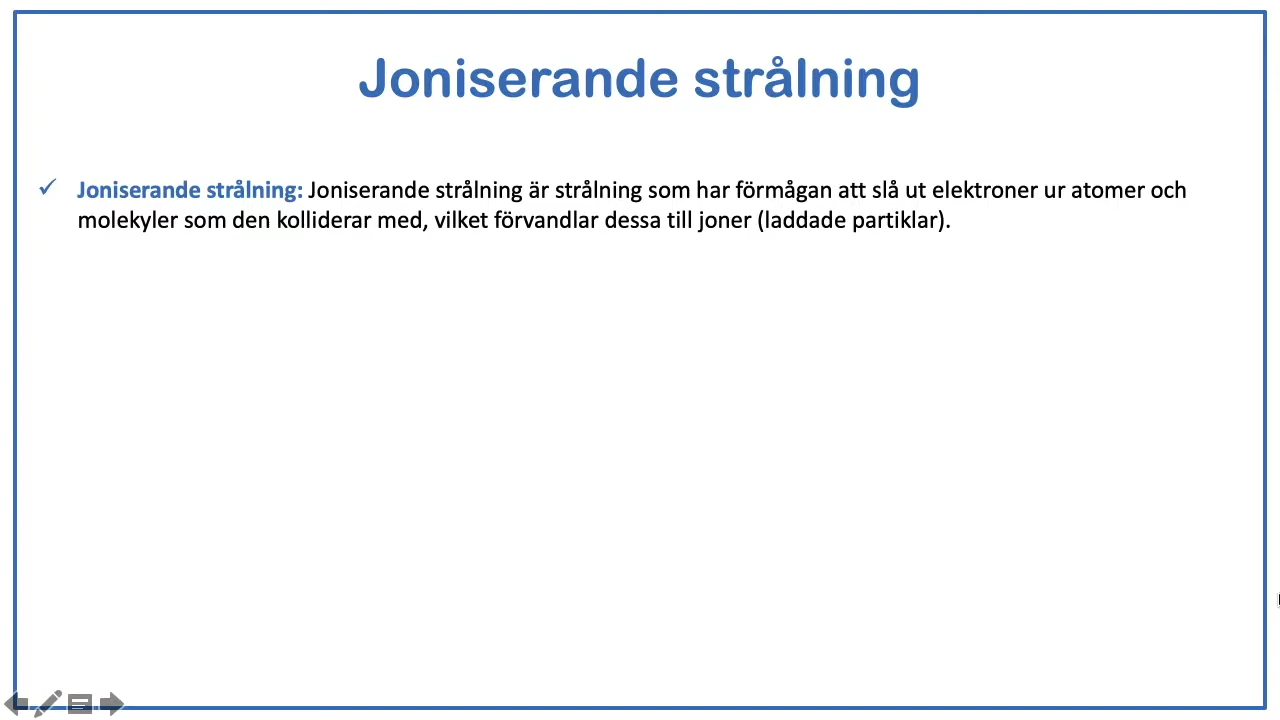 Joniserande strålning
✓ Joniserande strålning: Joniserande strålning är strålning som har förmågan att slå ut elektroner ur atomer och
molekyler som den kolliderar med, vilket förvandlar dessa till joner (laddade partiklar).